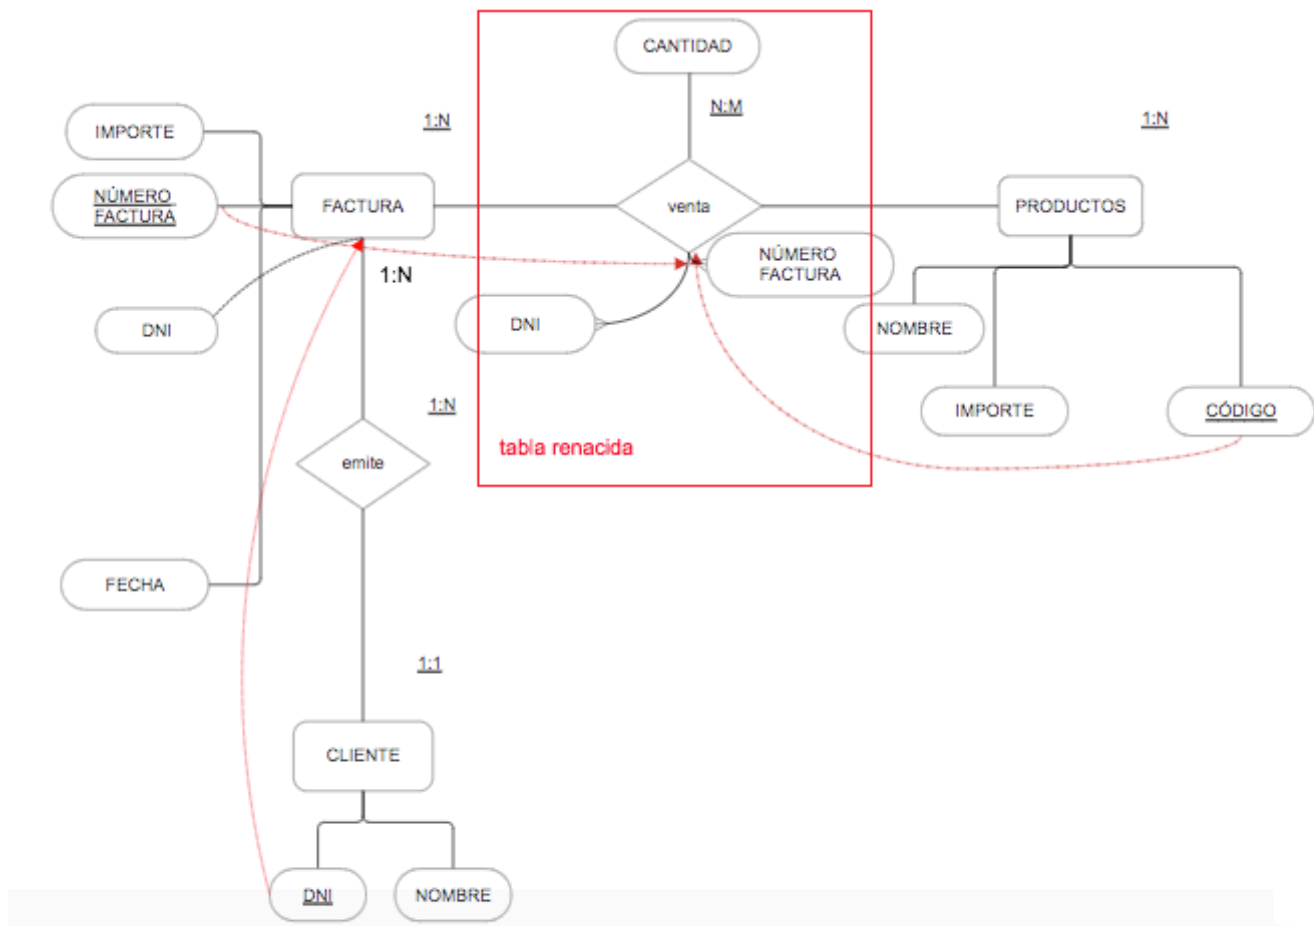 CANTIDAD
N:M
1:N
1:N
IMPORTE
NÚMERO
FACTURA
FACTURA
venta
PRODUCTOS
NÚMERO
FACTURA
1:N
DNI
DNI
NOMBRE
IMPORTE
CÓDIGO
1:N
emite
tabla renacida
FECHA
1:1
CLIENTE
DNI
NOMBRE